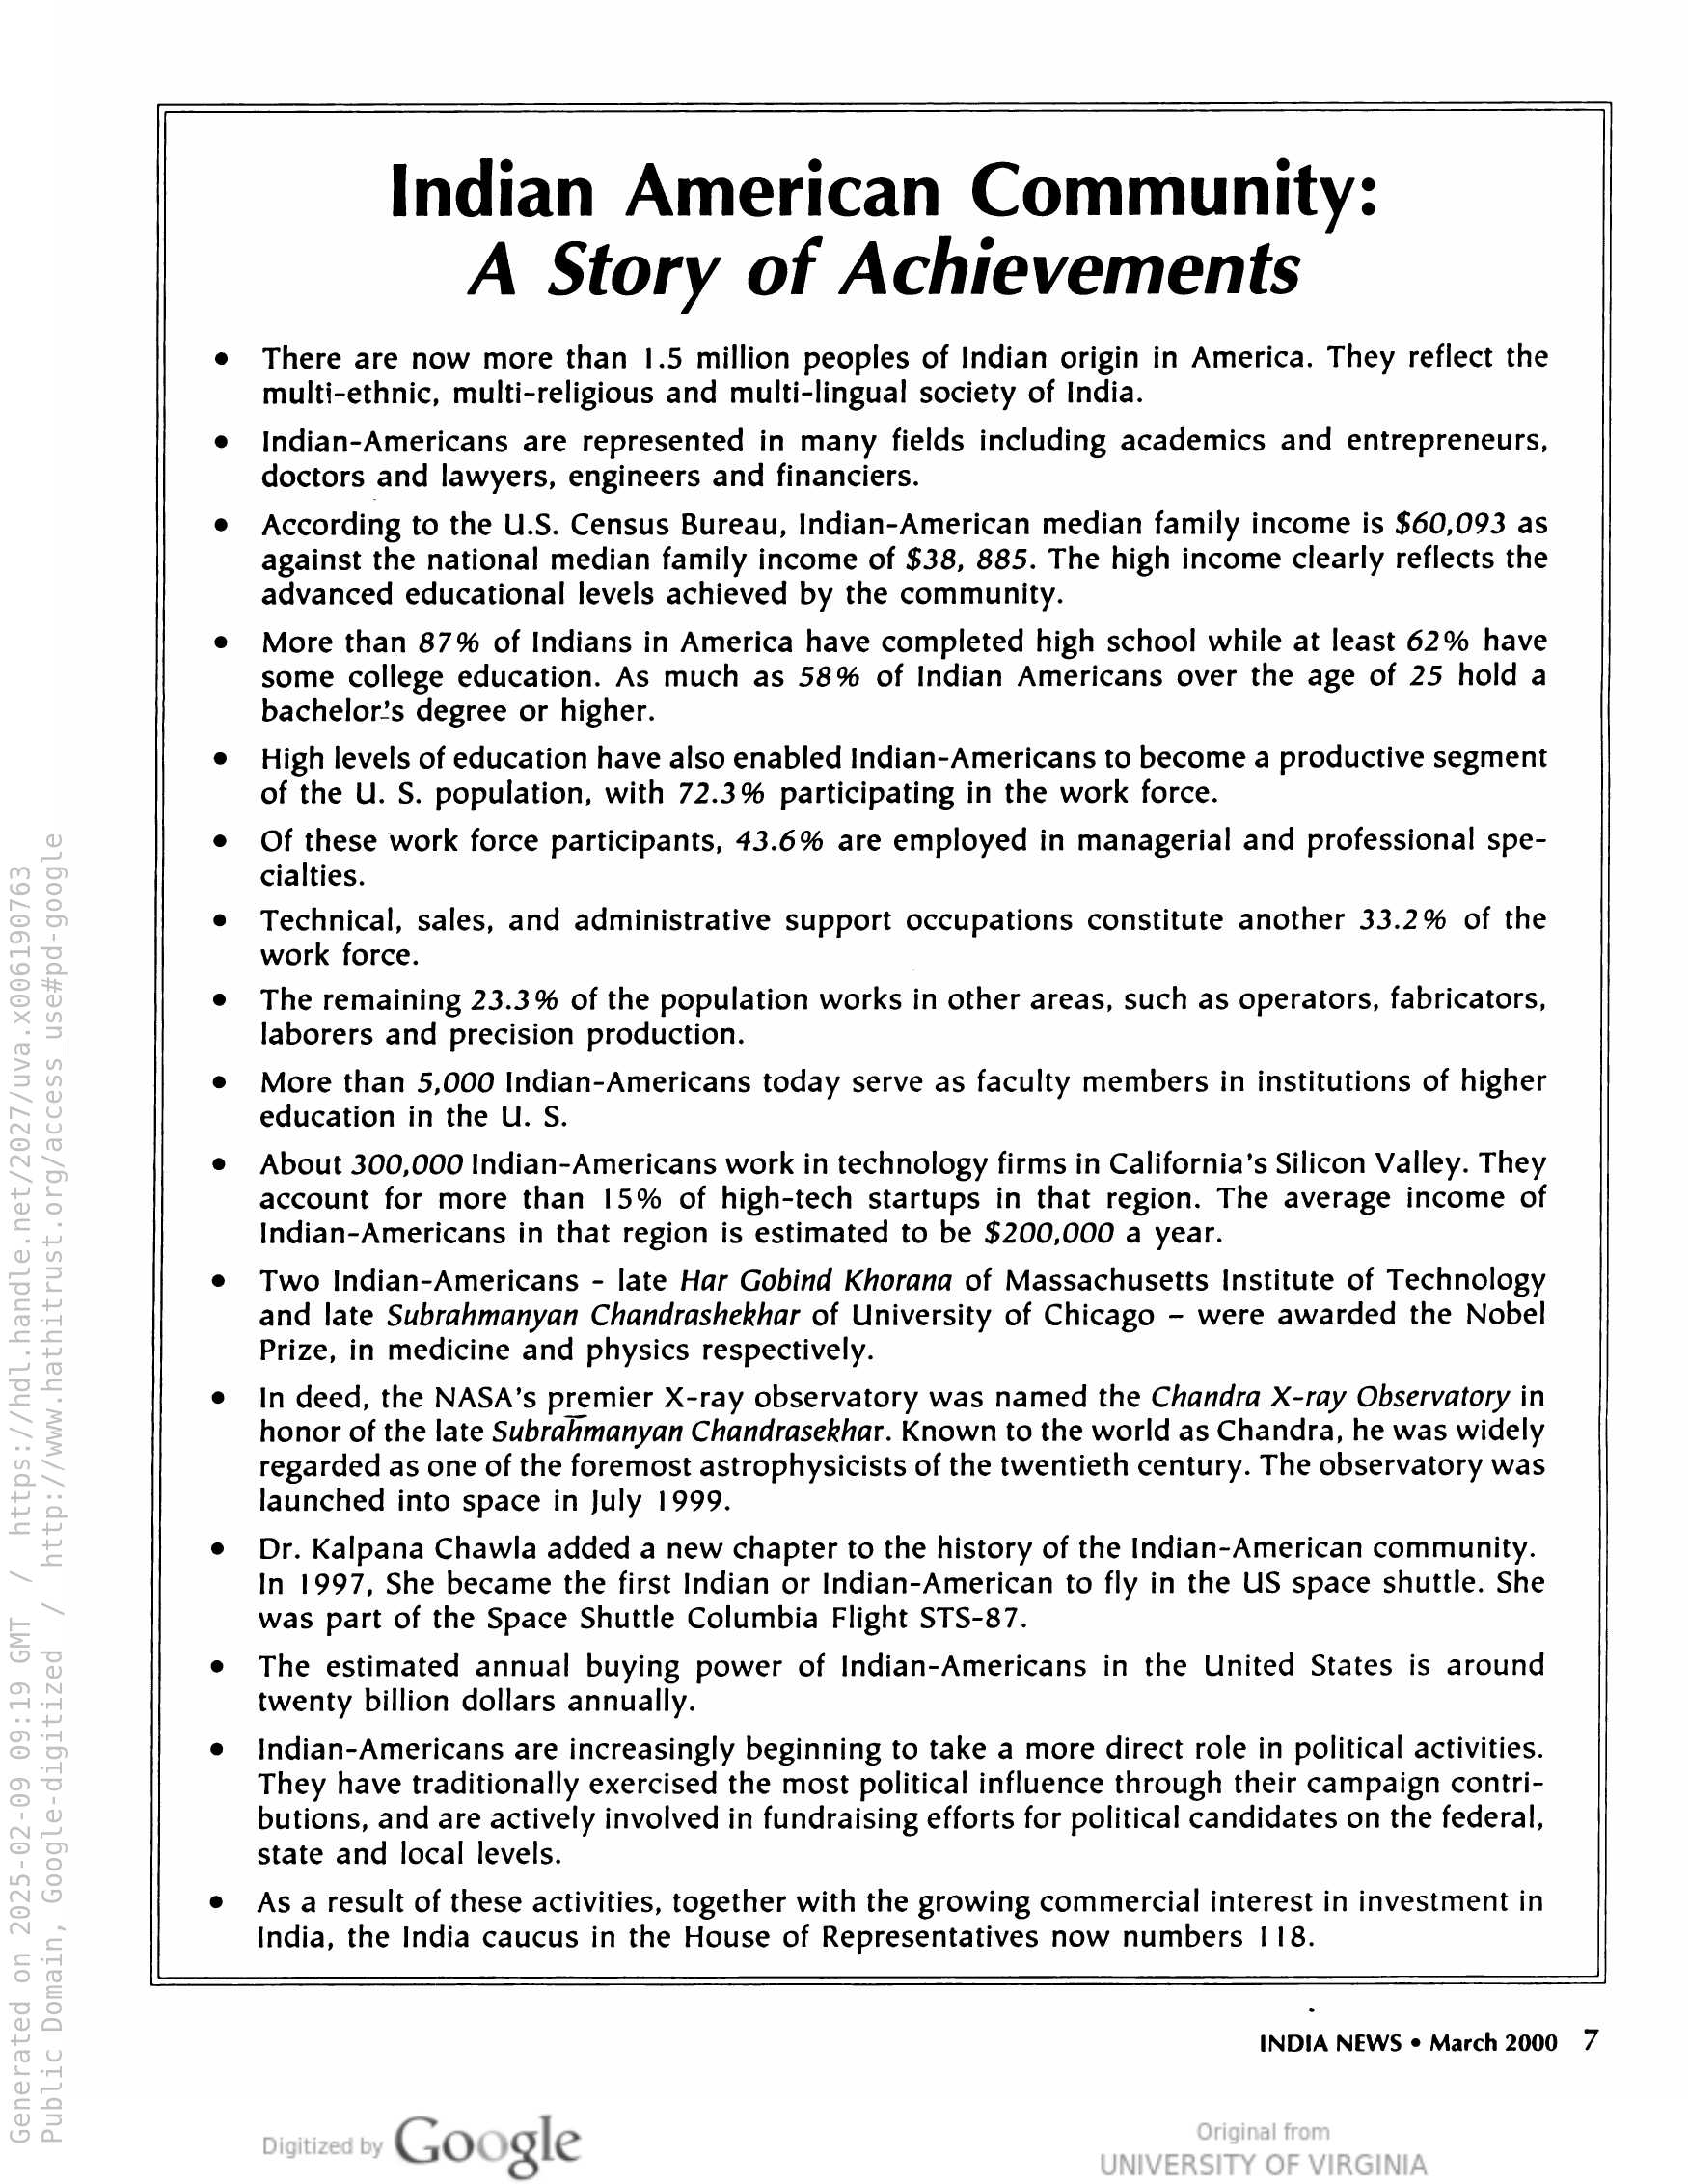 Indian American Community:
A Story of Achievements
• There are now more than 1.5 million peoples of Indian origin in America. They reflect the
multi-ethnic, multi-religious and multi-lingual society of India.
• Indian-Americans are represented in many fields including academics and entrepreneurs,
doctors and lawyers, engineers and financiers.
• According to the U.S. Census Bureau, Indian-American median family income is $60,093 as
against the national median family income of $38, 885. The high income clearly reflects the
advanced educational levels achieved by the community.
• More than 87% of Indians in America have completed high school while at least 62% have
some college education. As much as 58% of Indian Americans over the age of 25 hold a
bachelor's degree or higher.
• High levels of education have also enabled Indian-Americans to become a productive segment
of the U. S. population, with 72.3% participating in the work force.
• Of these work force participants, 43.6% are employed in managerial and professional spe-
cialties.
• Technical, sales, and administrative support occupations constitute another 33.2% of the
work force.
• The remaining 23.3% of the population works in other areas, such as operators, fabricators,
laborers and precision production.
• More than 5,000 Indian-Americans today serve as faculty members in institutions of higher
education in the U. S.
• About 300,000 Indian-Americans work in technology firms in California's Silicon Valley. They
account for more than 15% of high-tech startups in that region. The average income of
Indian-Americans in that region is estimated to be $200,000 a year.
• Two Indian-Americans - late Har Gobind Khorana of Massachusetts Institute of Technology
and late Subrahmanyan Chandrashekhar of University of Chicago – were awarded the Nobel
Prize, in medicine and physics respectively.
• In deed, the NASA's premier X-ray observatory was named the Chandra X-ray Observatory in
honor of the late Subrahmanyan Chandrasekhar. Known to the world as Chandra, he was widely
regarded as one of the foremost astrophysicists of the twentieth century. The observatory was
launched into space in July 1999.
• Dr. Kalpana Chawla added a new chapter to the history of the Indian-American community.
In 1997, She became the first Indian or Indian-American to fly in the US space shuttle. She
was part of the Space Shuttle Columbia Flight STS-87.
• The estimated annual buying power of Indian-Americans in the United States is around
twenty billion dollars annually.
• Indian-Americans are increasingly beginning to take a more direct role in political activities.
They have traditionally exercised the most political influence through their campaign contri-
butions, and are actively involved in fundraising efforts for political candidates on the federal,
state and local levels.
• As a result of these activities, together with the growing commercial interest in investment in
India, the India caucus in the House of Representatives now numbers 118.
INDIA NEWS • March 2000 7
Digitized by Google
Original from
UNIVERSITY OF VIRGINIA
Generated on 2025-02-09 09:19 GMT / https://hdl.handle.net/2027/uva.x006190763
Public Domain, Google-digitized / http://www.hathitrust.org/access_use#pd-google